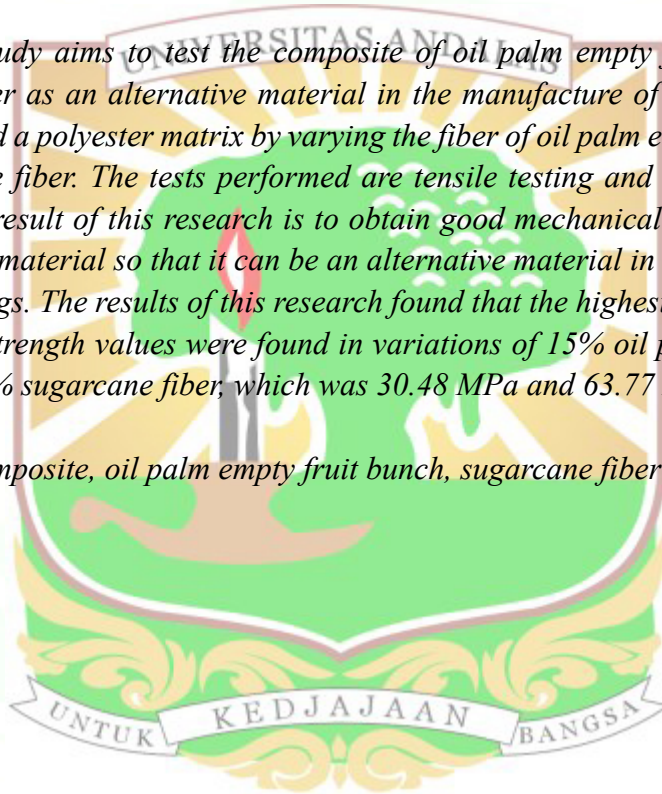 UNIVERSITAS ANDALAS
udy aims to test the composite of oil palm empty f
er as an alternative material in the manufacture of
d a polyester matrix by varying the fiber of oil palm e
e fiber. The tests performed are tensile testing and
result of this research is to obtain good mechanical
material so that it can be an alternative material in
gs. The results of this research found that the highest
trength values were found in variations of 15% oil p
% sugarcane fiber, which was 30.48 MPa and 63.77
mposite, oil palm empty fruit bunch, sugarcane fiber
UNTUK KEDJAJAAN BANGSA